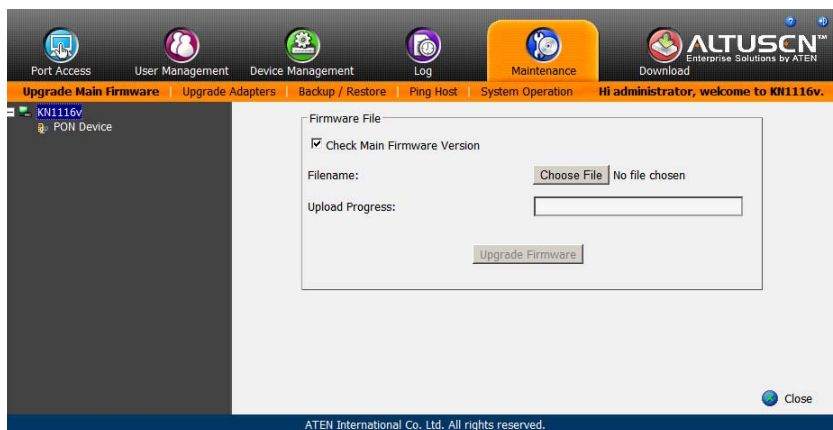 ALTUSCN™
Enterprise Solutions by ATEN
Port Access
User Management
Device Management
Log
Maintenance
Download
Upgrade Main Firmware | Upgrade Adapters | Backup / Restore | Ping Host | System Operation
Hi administrator, welcome to KN1116v.
KN1116v
PON Device
Firmware File
Check Main Firmware Version
Filename:
Choose File No file chosen
Upload Progress:
Upgrade Firmware
Close
ATEN International Co. Ltd. All rights reserved.